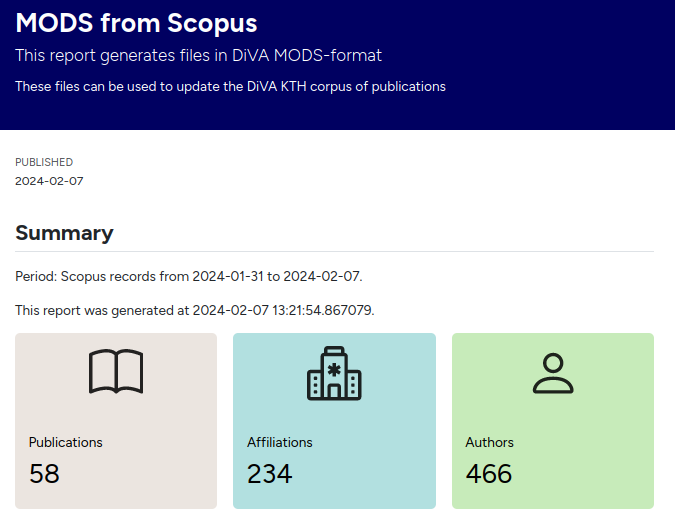 MODS from Scopus
This report generates files in DiVA MODS-format
These files can be used to update the DiVA KTH corpus of publications
PUBLISHED
2024-02-07
Summary
Period: Scopus records from 2024-01-31 to 2024-02-07.
This report was generated at 2024-02-07 13:21:54.867079.
Publications
58
Affiliations
234
Authors
466